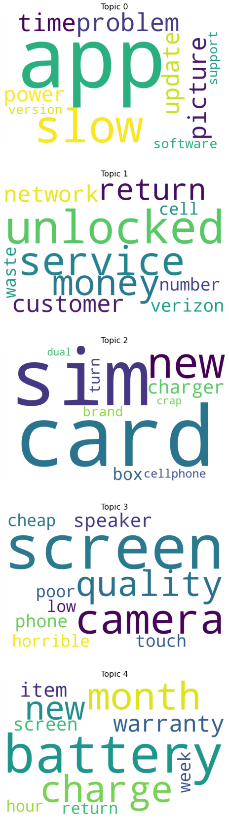 Topic 0
time problem
app
update
picture
support
power
version
slow
software
Topic 1
network return
cell
unlocked
waste
service
money number
customer verizon
Topic 2
dual
sim new
turn
charger
crap
brand
card
box cellphone
Topic 3
cheap speaker
screen
poor quality
low
phone camera
horrible touch
Topic 4
item month
new
screen warranty
battery
week
charge
hour return